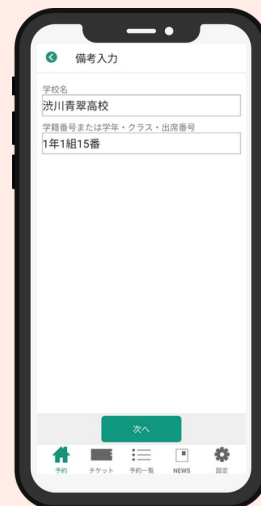 備考入力
学校名
渋川青翠高校
学籍番号または学年・クラス・出席番号
1年1組15番
次へ
予約
チケット
予約一覧
NEWS
設定